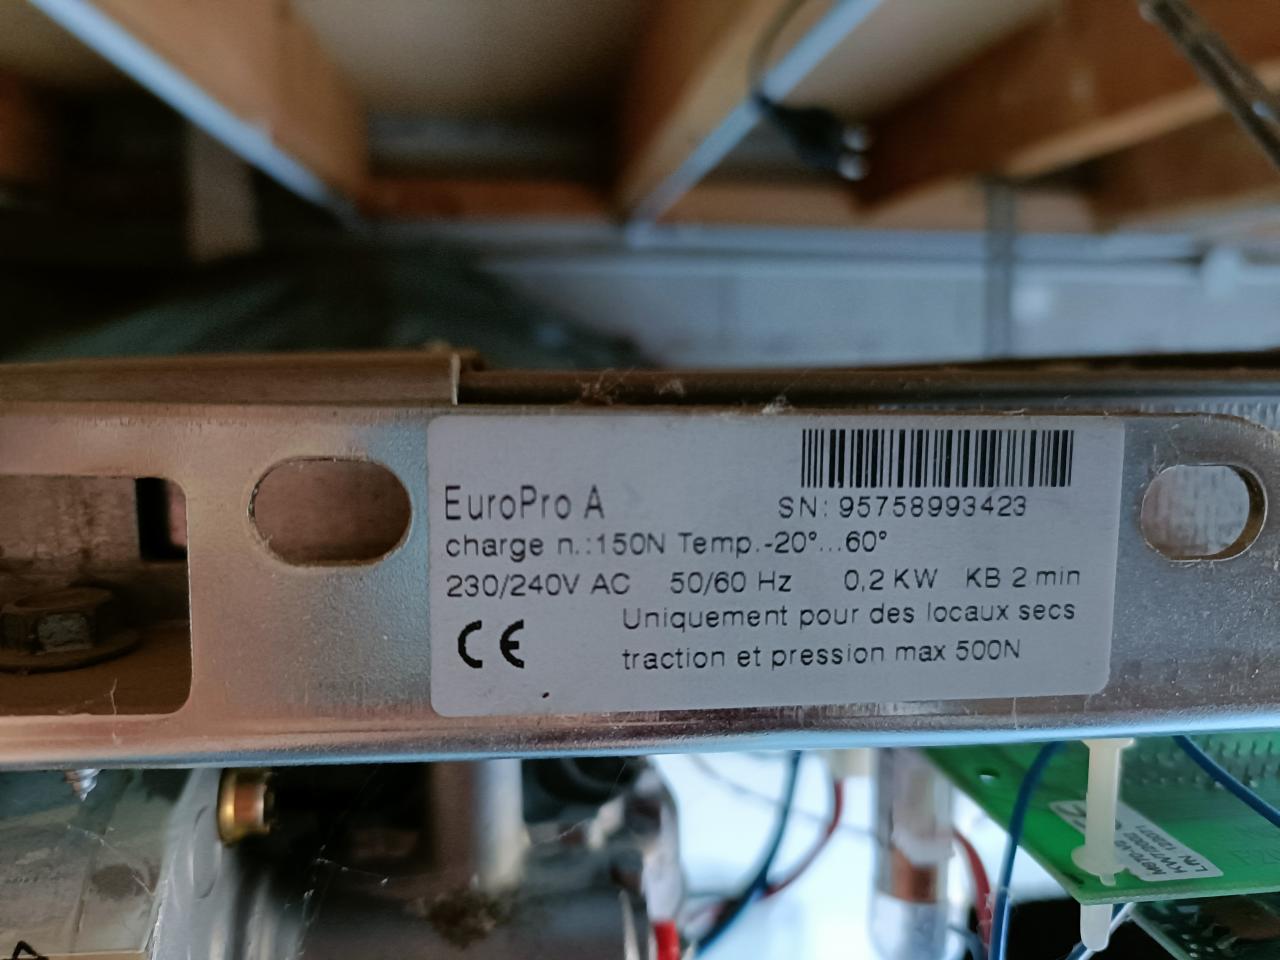 EuroPro A
SN: 95758993423
charge n.:150N Temp.-20°...60°
230/240V AC 50/60 Hz 0,2 KW KB 2 min
Uniquement pour des locaux secs
CE
traction et pression max 500N